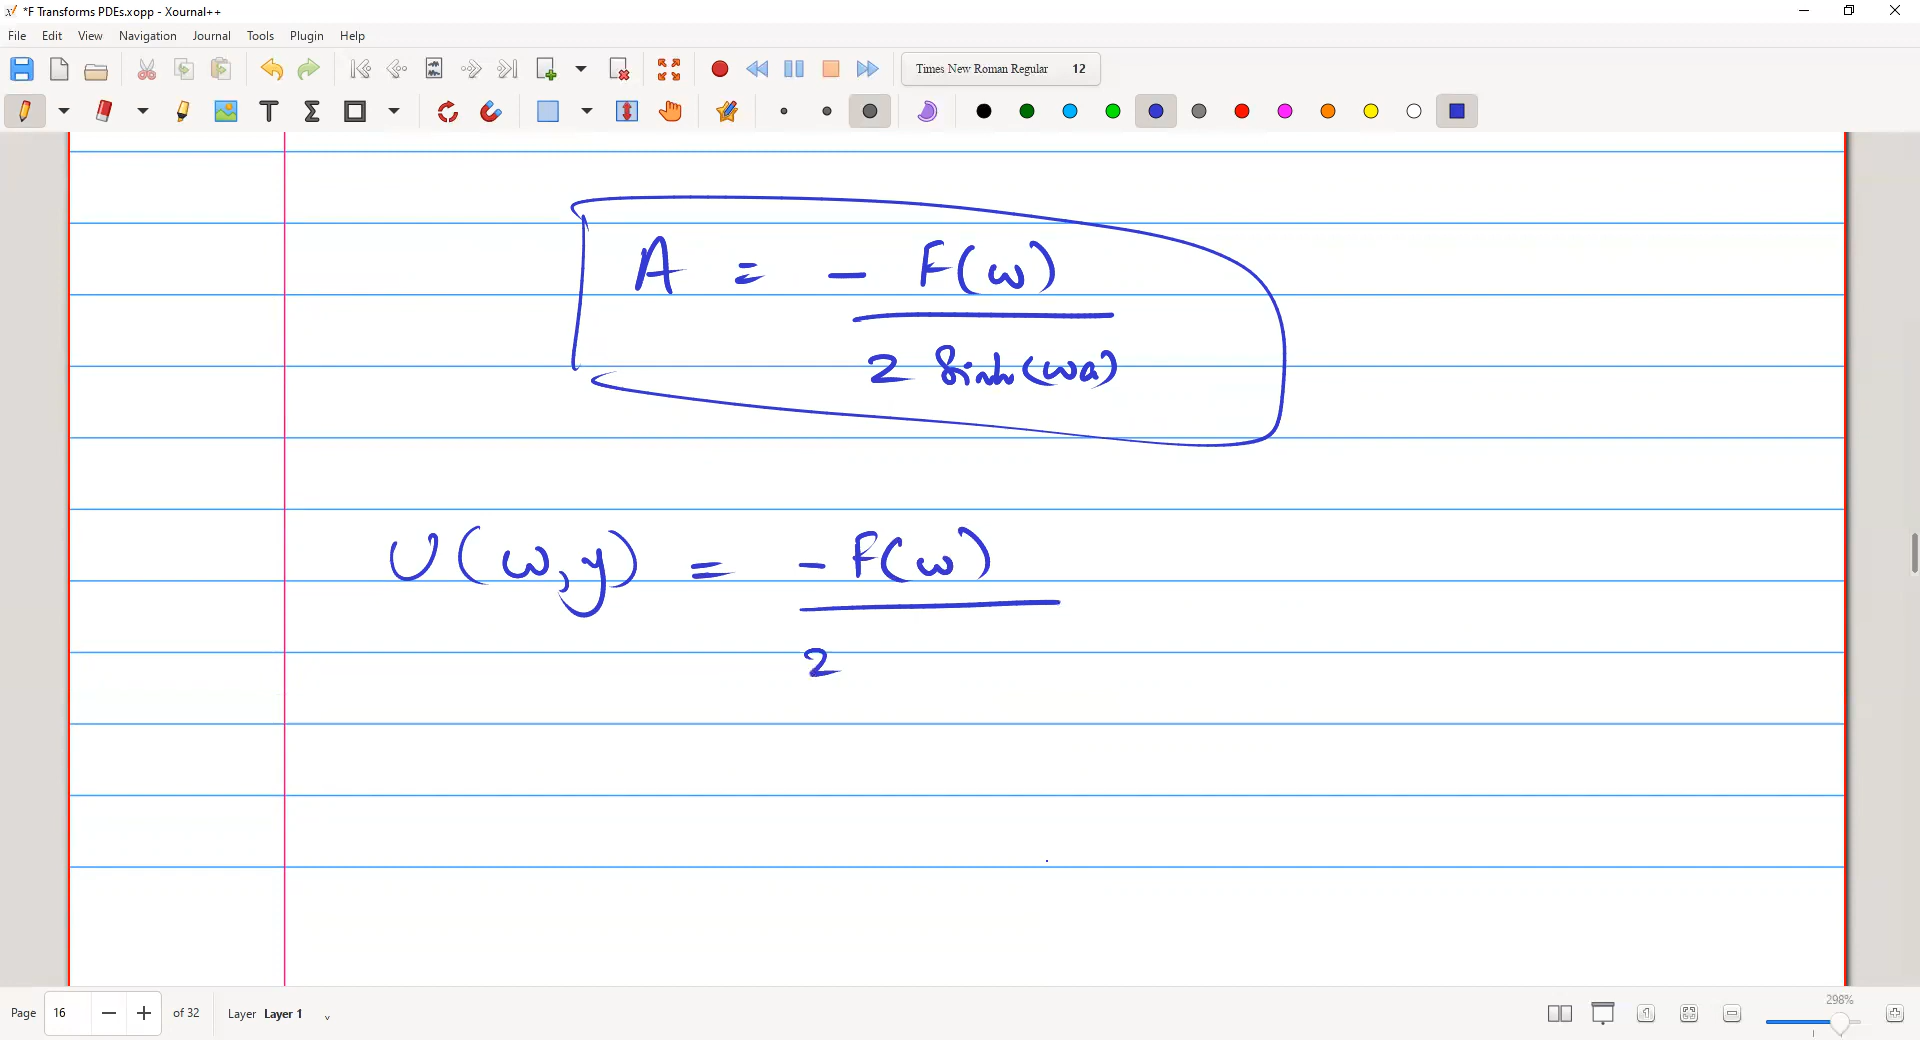 *F Transforms PDEs.xopp - Xournal++
File Edit View Navigation Journal Tools Plugin Help
Times New Roman Regular 12
A = - F(ω)
2 Sinh(ωa)
U(ω,y) = - F(ω)
2
Page 16 of 32 Layer Layer 1
298%